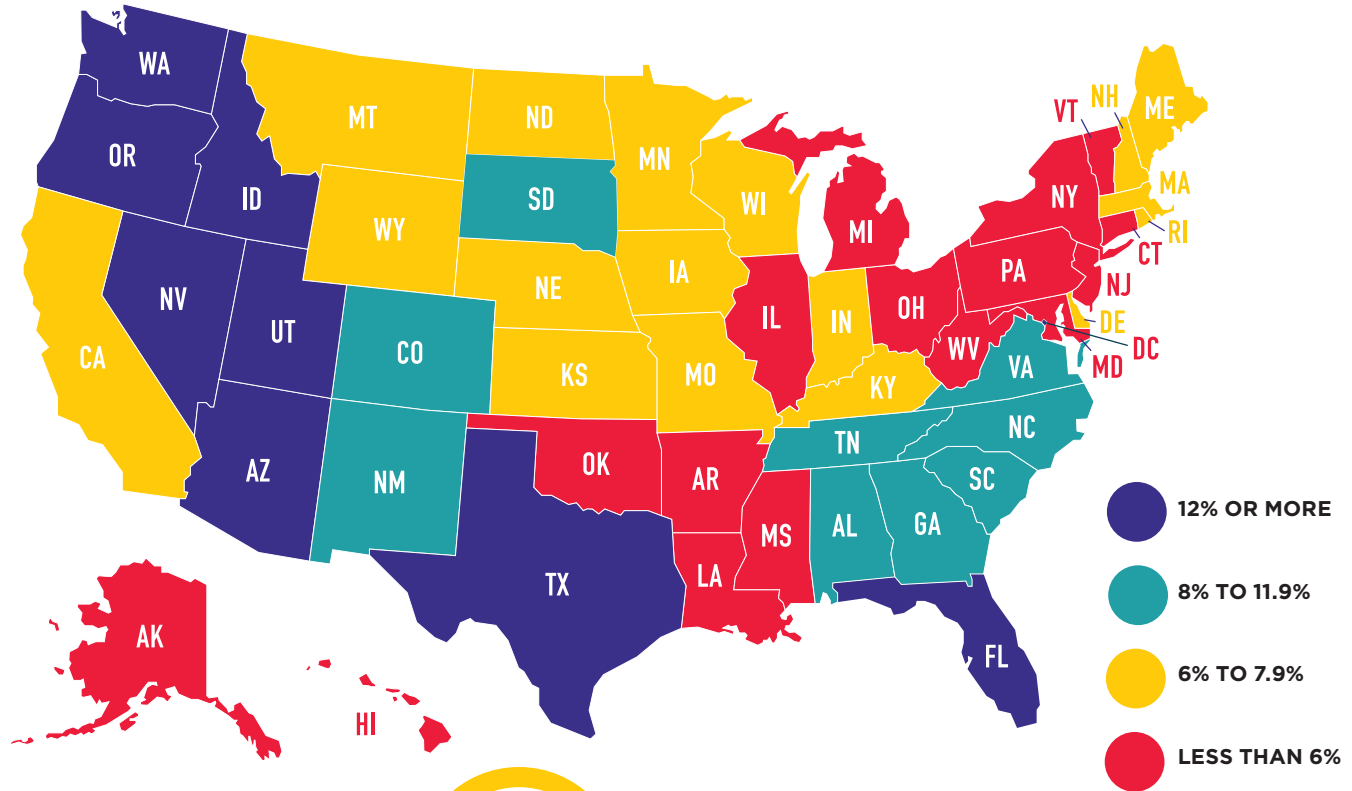 WA
MT
ND
MN
VT
NH
ME
OR
ID
SD
WI
MA
WY
MI
NY
RI
CT
NV
NE
IA
PA
NJ
UT
CO
IL
IN
OH
DE
CA
KS
MO
WV
VA
MD
DC
KY
AZ
NM
OK
AR
TN
NC
SC
MS
AL
GA
TX
LA
FL
AK
HI
12% OR MORE
8% TO 11.9%
6% TO 7.9%
LESS THAN 6%